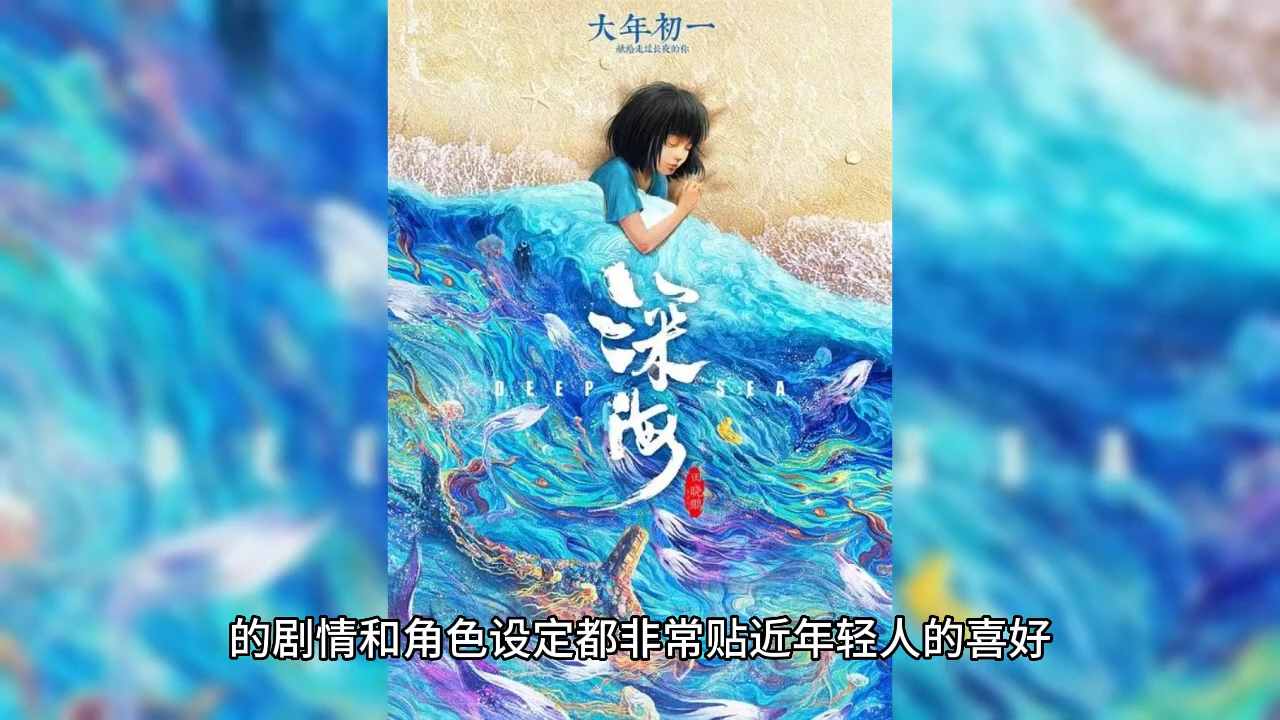 大年初一
献给走过长夜的你
深海
DEEP SEA
田晓鹏
的剧情和角色设定都非常贴近年轻人的喜好